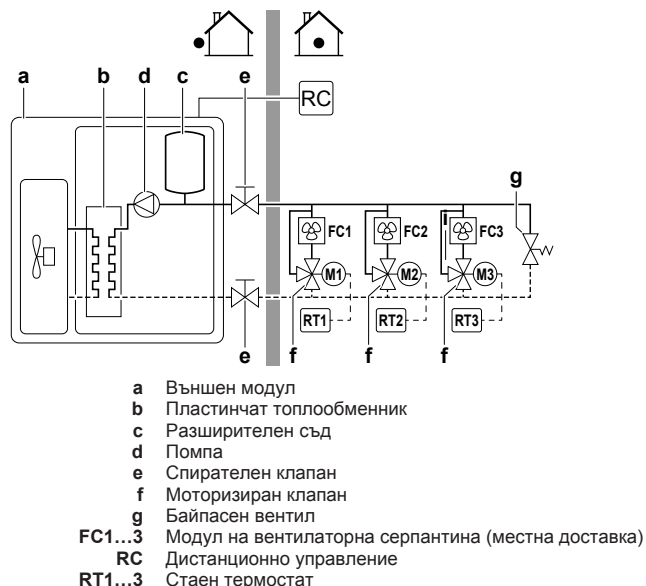 a b d c e
RC
g
FC1 FC2 FC3
M1 M2 M3
RT1 RT2 RT3
e f f f
a Външен модул
b Пластинчат топлообменник
c Разширителен съд
d Помпа
e Спирателен клапан
f Моторизиран клапан
g Байпасен вентил
FC1…3 Модул на вентилаторна серпантина (местна доставка)
RC Дистанционно управление
RT1…3 Стаен термостат